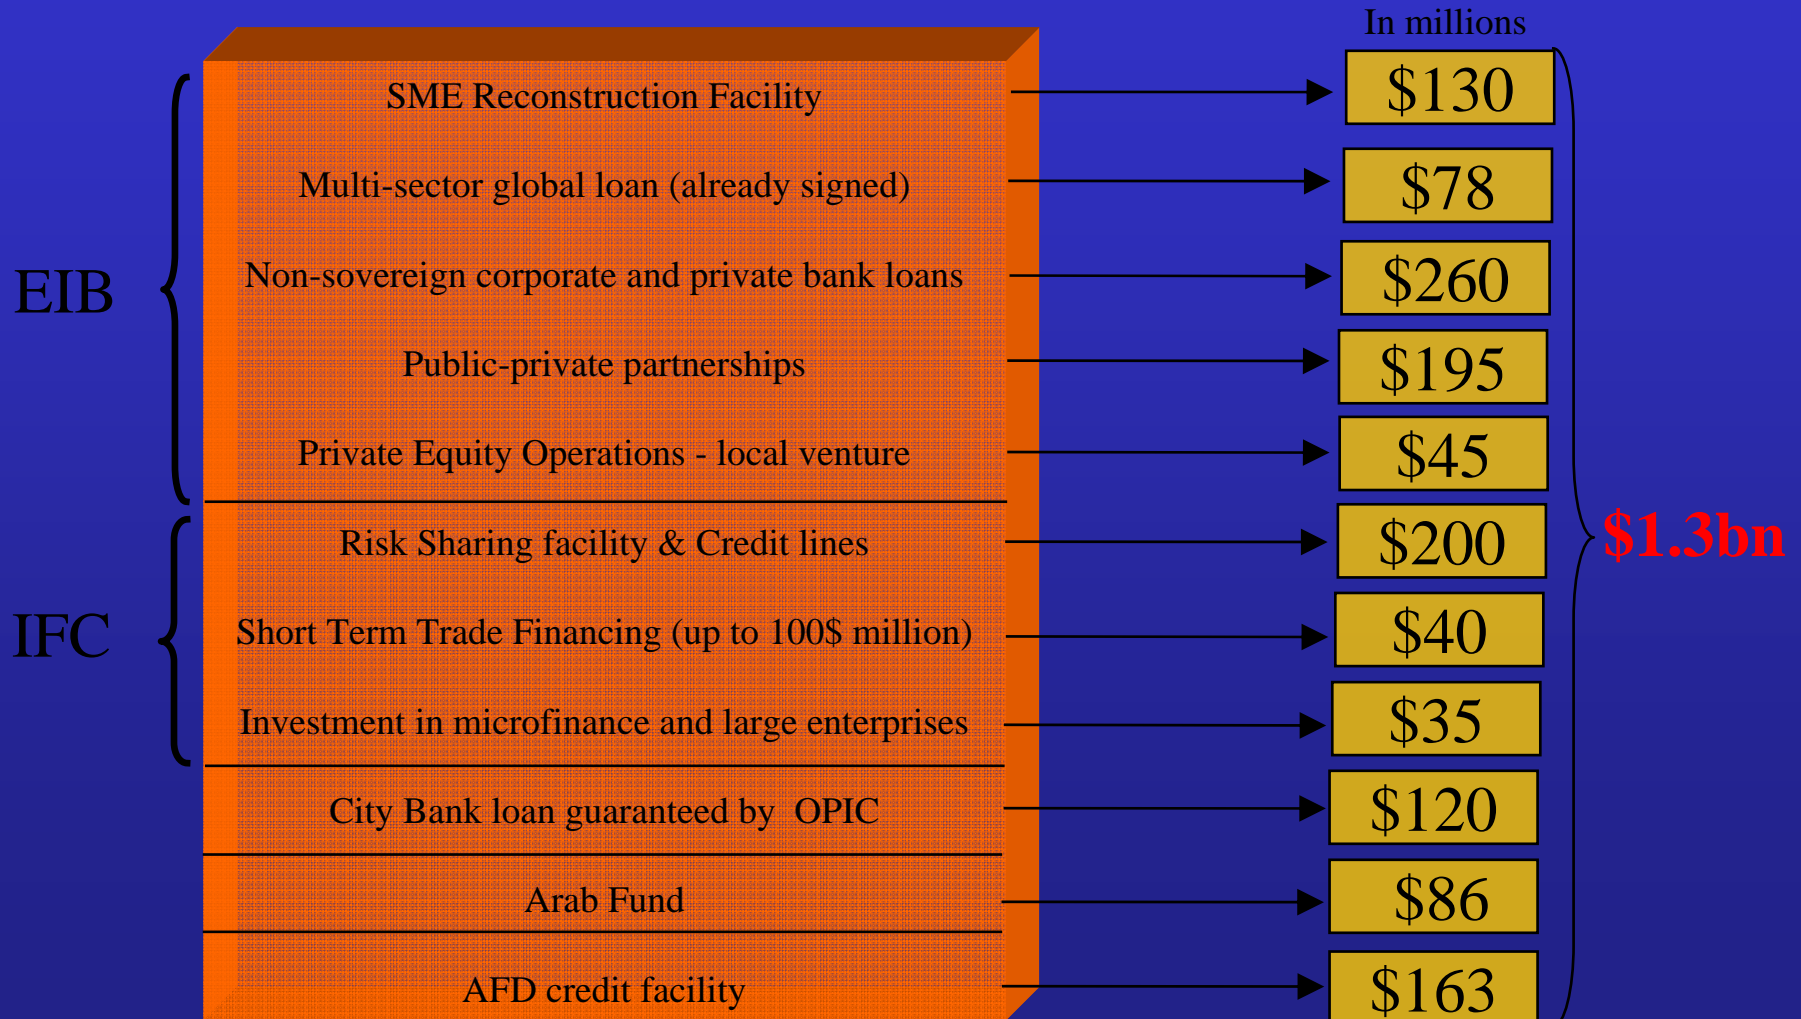 In millions
SME Reconstruction Facility $130
Multi-sector global loan (already signed) $78
EIB
Non-sovereign corporate and private bank loans $260
Public-private partnerships $195
Private Equity Operations - local venture $45
Risk Sharing facility & Credit lines $200
$1.3bn
IFC
Short Term Trade Financing (up to 100$ million) $40
Investment in microfinance and large enterprises $35
City Bank loan guaranteed by  OPIC $120
Arab Fund $86
AFD credit facility $163